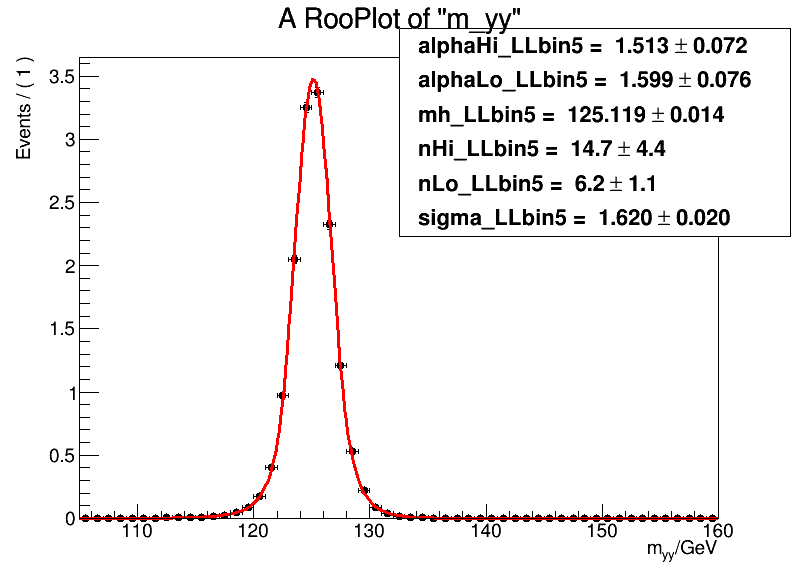 A RooPlot of "m_yy"
alphaHi_LLbin5 = 1.513 ± 0.072
alphaLo_LLbin5 = 1.599 ± 0.076
mh_LLbin5 = 125.119 ± 0.014
nHi_LLbin5 = 14.7 ± 4.4
nLo_LLbin5 = 6.2 ± 1.1
sigma_LLbin5 = 1.620 ± 0.020
Events / ( 1 )
3.5
3
2.5
2
1.5
1
0.5
0
110 120 130 140 150 160
m_yy/GeV